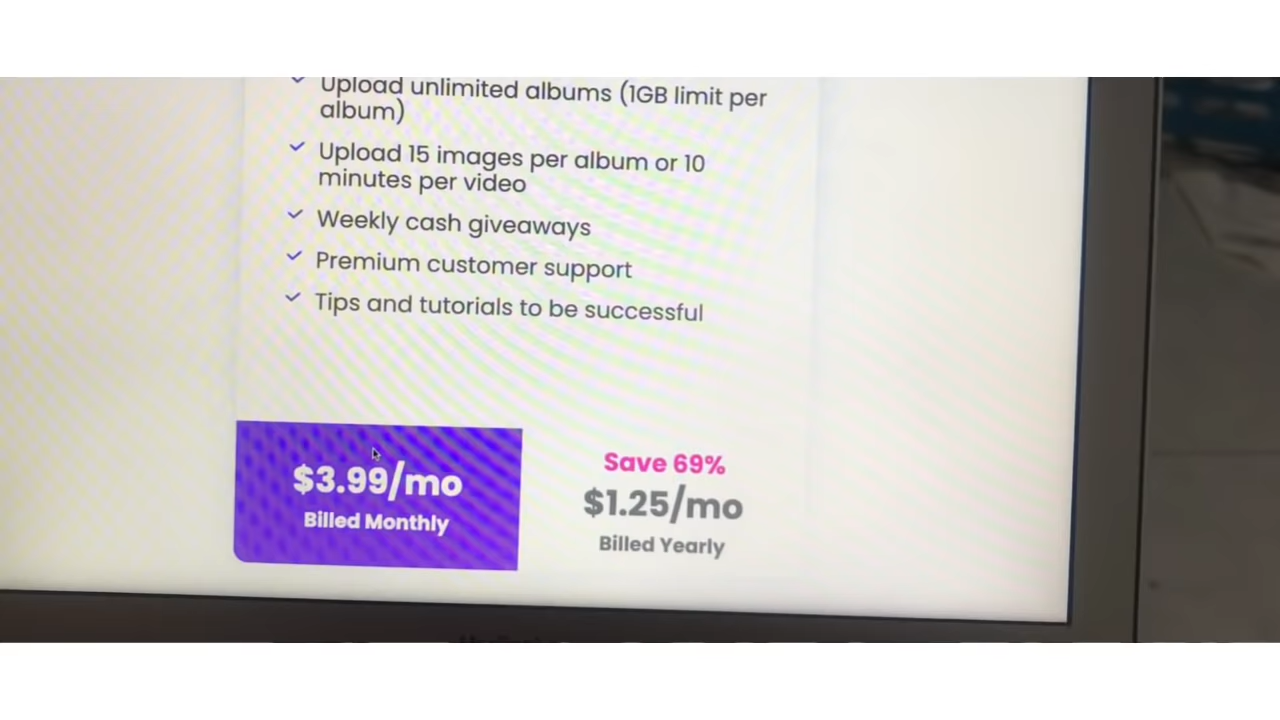 Upload unlimited albums (1GB limit per
album)
Upload 15 images per album or 10
minutes per video
Weekly cash giveaways
Premium customer support
Tips and tutorials to be successful
$3.99/mo
Billed Monthly
Save 69%
$1.25/mo
Billed Yearly